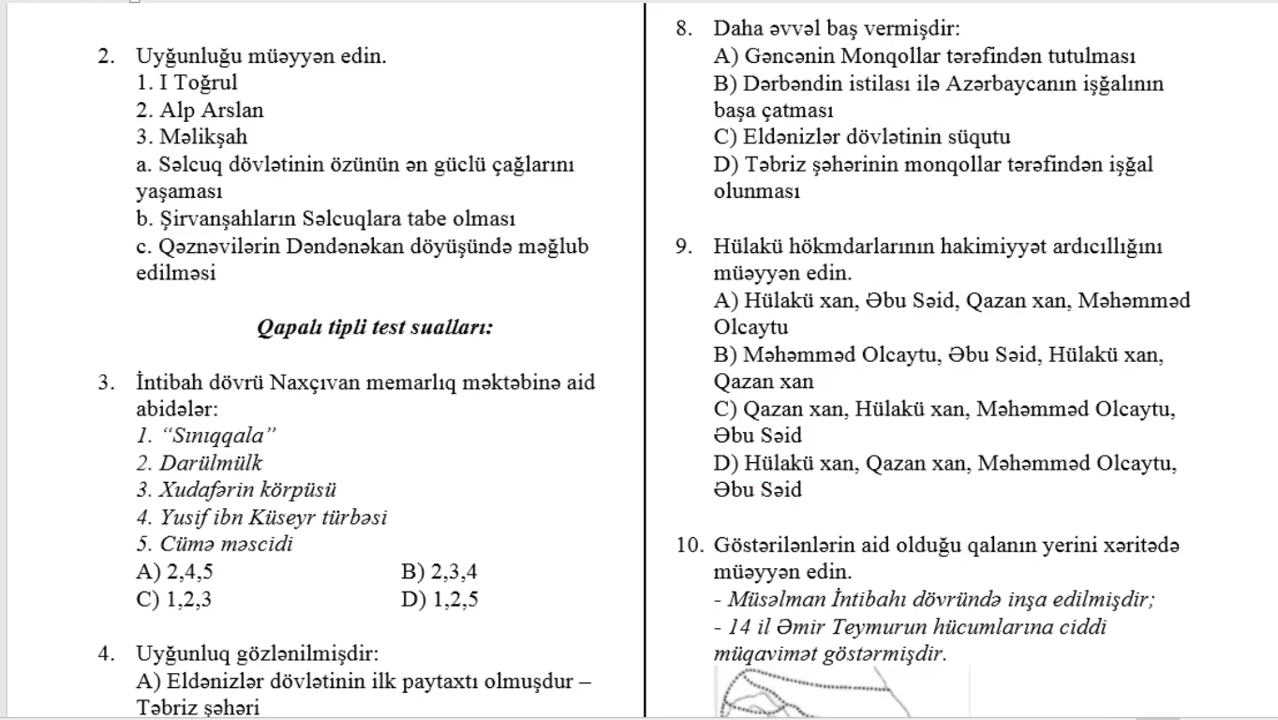 2. Uyğunluğu müəyyən edin.
1. I Toğrul
2. Alp Arslan
3. Məlikşah
a. Səlcuq dövlətinin özünün ən güclü çağlarını
yaşaması
b. Şirvanşahların Səlcuqlara tabe olması
c. Qəznəvilərin Dəndənəkan döyüşündə məğlub
edilməsi
Qapalı tipli test sualları:
3. İntibah dövrü Naxçıvan memarlıq məktəbinə aid
abidələr:
1. “Sınıqqala”
2. Darülmülk
3. Xudafərin körpüsü
4. Yusif ibn Küseyr türbəsi
5. Cümə məscidi
A) 2,4,5 B) 2,3,4
C) 1,2,3 D) 1,2,5
4. Uyğunluq gözlənilmişdir:
A) Eldənizlər dövlətinin ilk paytaxtı olmuşdur –
Təbriz şəhəri
8. Daha əvvəl baş vermişdir:
A) Gəncənin Monqollar tərəfindən tutulması
B) Dərbəndin istilası ilə Azərbaycanın işğalının
başa çatması
C) Eldənizlər dövlətinin süqutu
D) Təbriz şəhərinin monqollar tərəfindən işğal
olunması
9. Hülakü hökmdarlarının hakimiyyət ardıcıllığını
müəyyən edin.
A) Hülakü xan, Əbu Səid, Qazan xan, Məhəmməd
Olcaytu
B) Məhəmməd Olcaytu, Əbu Səid, Hülakü xan,
Qazan xan
C) Qazan xan, Hülakü xan, Məhəmməd Olcaytu,
Əbu Səid
D) Hülakü xan, Qazan xan, Məhəmməd Olcaytu,
Əbu Səid
10. Göstərilənlərin aid olduğu qalanın yerini xəritədə
müəyyən edin.
- Müsəlman İntibahı dövründə inşa edilmişdir;
- 14 il Əmir Teymurun hücumlarına ciddi
müqavimət göstərmişdir.